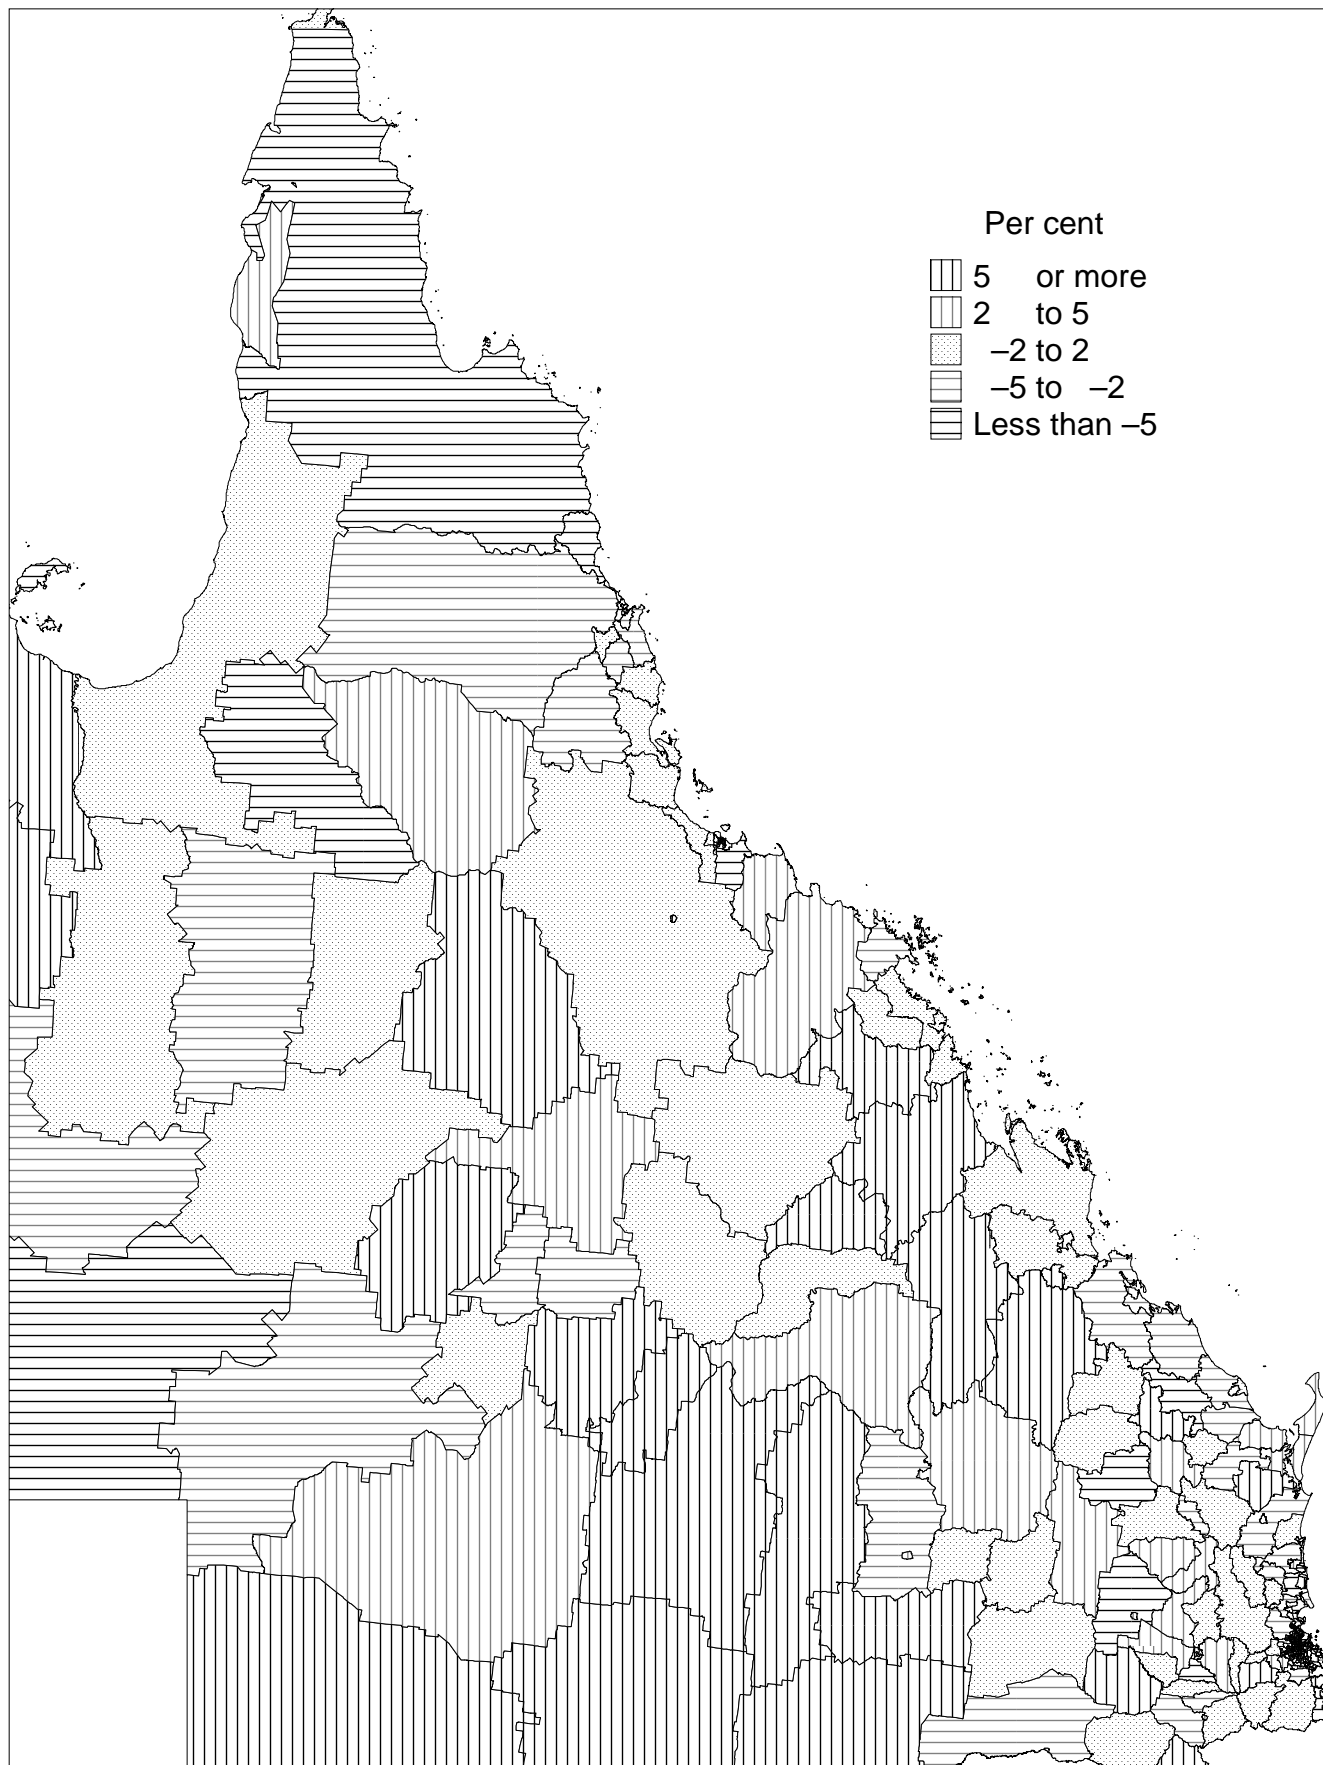 Per cent
5 or more
2 to 5
–2 to 2
–5 to –2
Less than –5